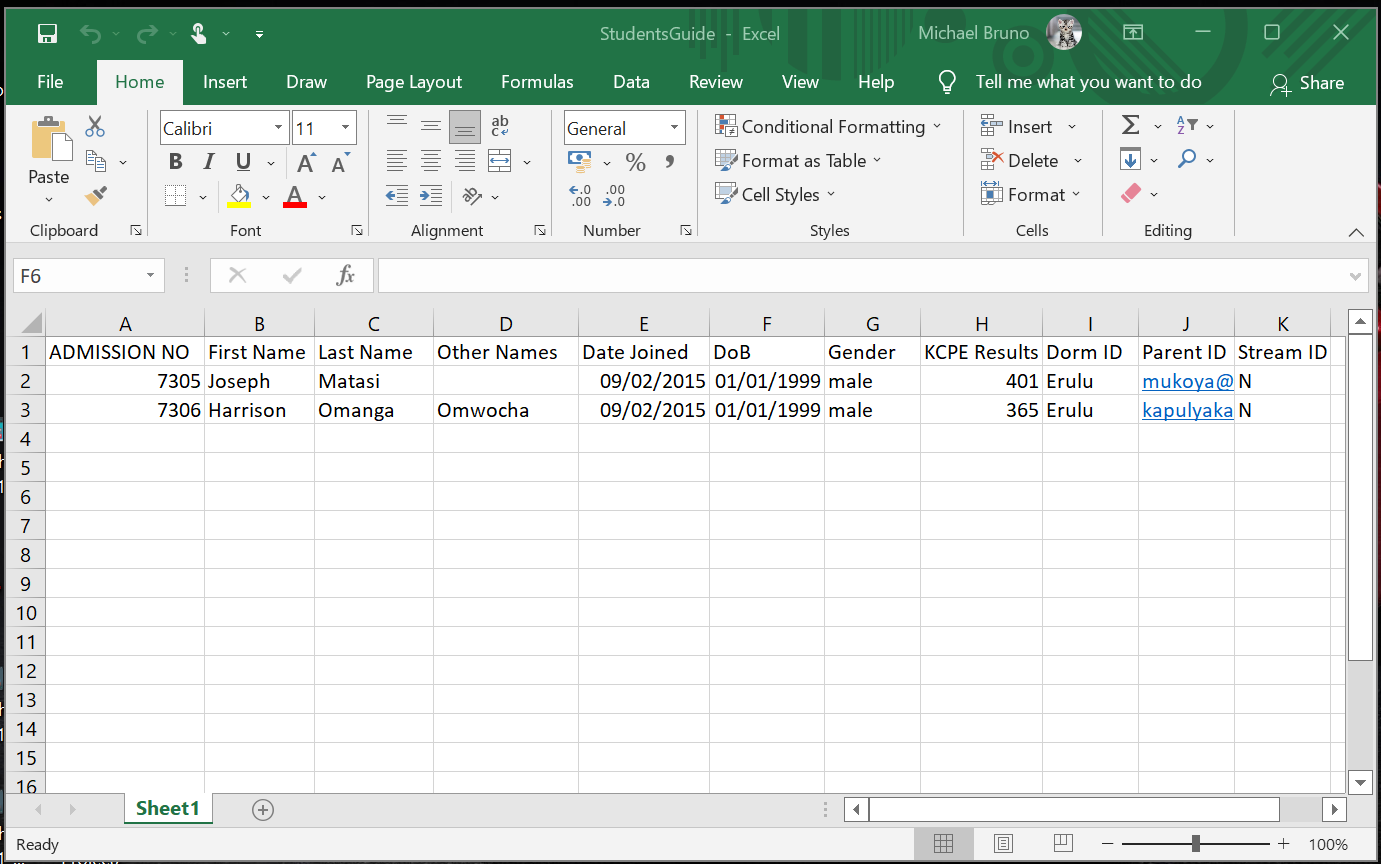 StudentsGuide - Excel Michael Bruno
File Home Insert Draw Page Layout Formulas Data Review View Help Tell me what you want to do Share
Calibri 11 ab c General Conditional Formatting Insert Σ A Z
Paste B I U A A % , Format as Table Delete
A .0 .00 .00 .0 Cell Styles Format
Clipboard Font Alignment Number Styles Cells Editing
F6 fx
A B C D E F G H I J K
1 ADMISSION NO First Name Last Name Other Names Date Joined DoB Gender KCPE Results Dorm ID Parent ID Stream ID
2 7305 Joseph Matasi 09/02/2015 01/01/1999 male 401 Erulu mukoya@ N
3 7306 Harrison Omanga Omwocha 09/02/2015 01/01/1999 male 365 Erulu kapulyaka N
4
5
6
7
8
9
10
11
12
13
14
15
16
Sheet1
Ready 100%